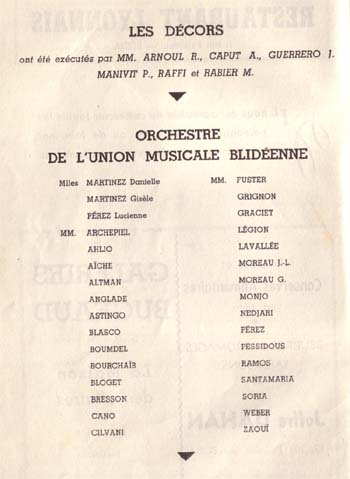 LES DÉCORS
ont été exécutés par MM. ARNOUL R., CAPUT A., GUERRERO J.
MANIVIT P., RAFFI et RABIER M.
ORCHESTRE
DE L'UNION MUSICALE BLIDÉENNE
Mlles MARTINEZ Danielle
MARTINEZ Gisèle
PÉREZ Lucienne
MM. ARCHEPIEL
AHLJO
AÏCHE
ALTMAN
ANGLADE
ASTINGO
BLASCO
BOUMDEL
BOURCHAÏB
BLOGET
BRESSON
CANO
CILVANI
MM. FUSTER
GRIGNON
GRACIET
LÉGION
LAVALLÉE
MOREAU J.-L.
MOREAU G.
MONJO
NEDJARI
PÉREZ
PESSIDOUS
RAMOS
SANTAMARIA
SORIA
WEBER
ZAOUÏ